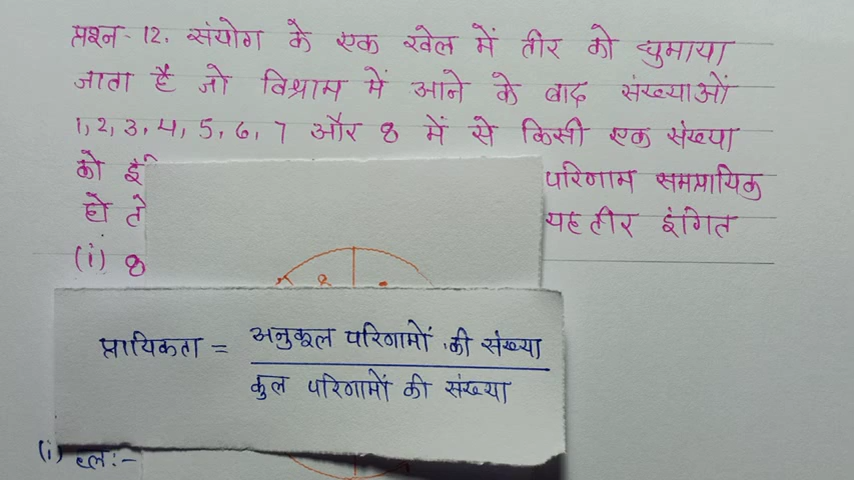 प्रश्न-12. संयोग के एक खेल में तीर को घुमाया
जाता है जो विश्राम में आने के बाद संख्याओं
1, 2, 3, 4, 5, 6, 7 और 8 में से किसी एक संख्या
को परिणाम समप्रायिक
हो यह तीर इंगित
(i) 8
प्रायिकता = अनुकूल परिणामों की संख्या
कुल परिणामों की संख्या
(i) हल:-